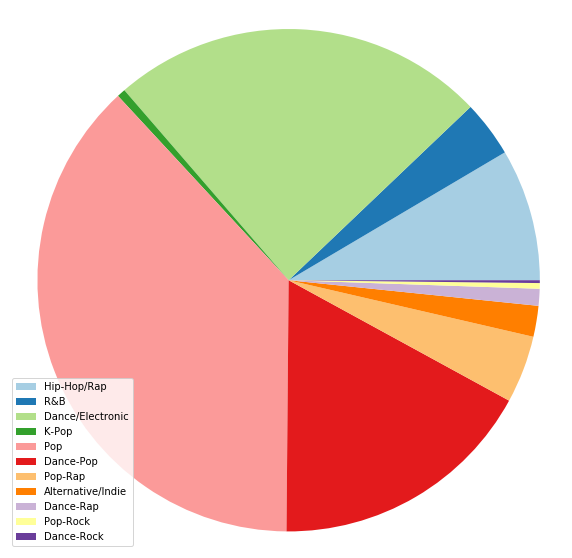 Hip-Hop/Rap
R&B
Dance/Electronic
K-Pop
Pop
Dance-Pop
Pop-Rap
Alternative/Indie
Dance-Rap
Pop-Rock
Dance-Rock